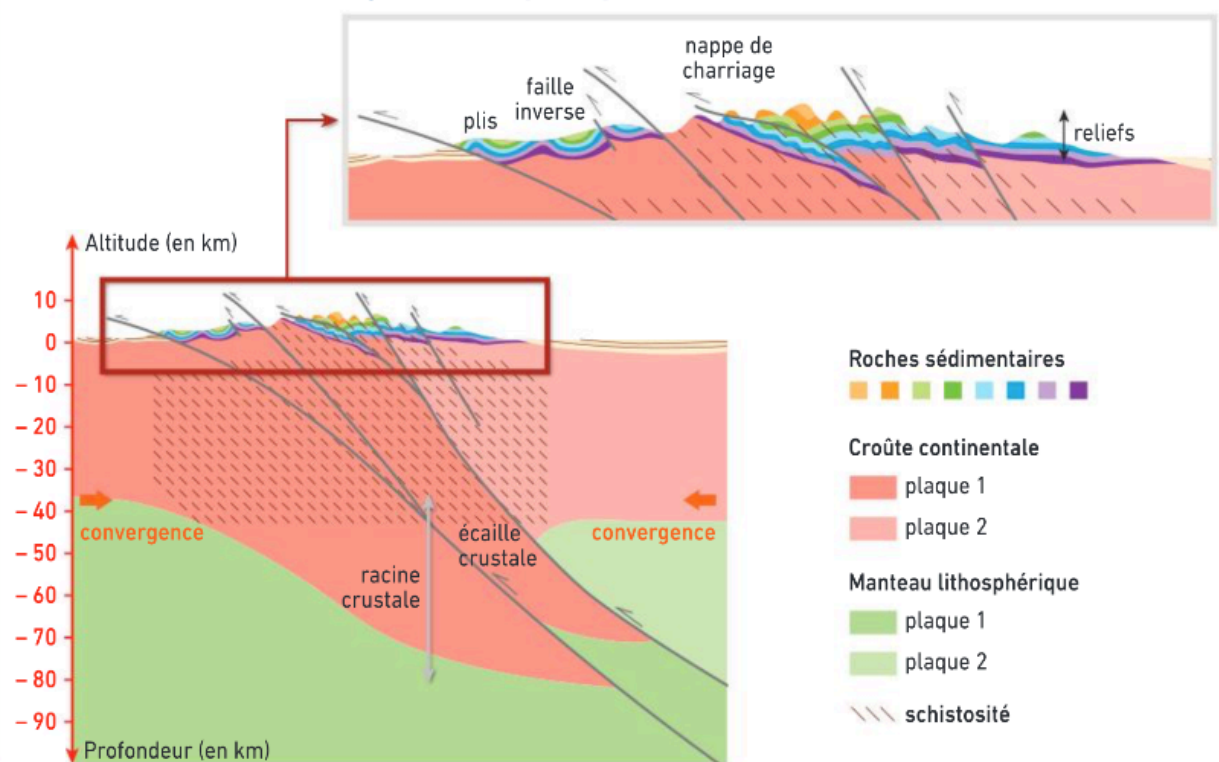 nappe de
charriage
faille
inverse
plis
reliefs
Altitude (en km)
10
0
– 10
– 20
– 30
– 40
– 50
– 60
– 70
– 80
– 90
convergence
convergence
écaille
crustale
racine
crustale
Profondeur (en km)
Roches sédimentaires
Croûte continentale
plaque 1
plaque 2
Manteau lithosphérique
plaque 1
plaque 2
schistosité